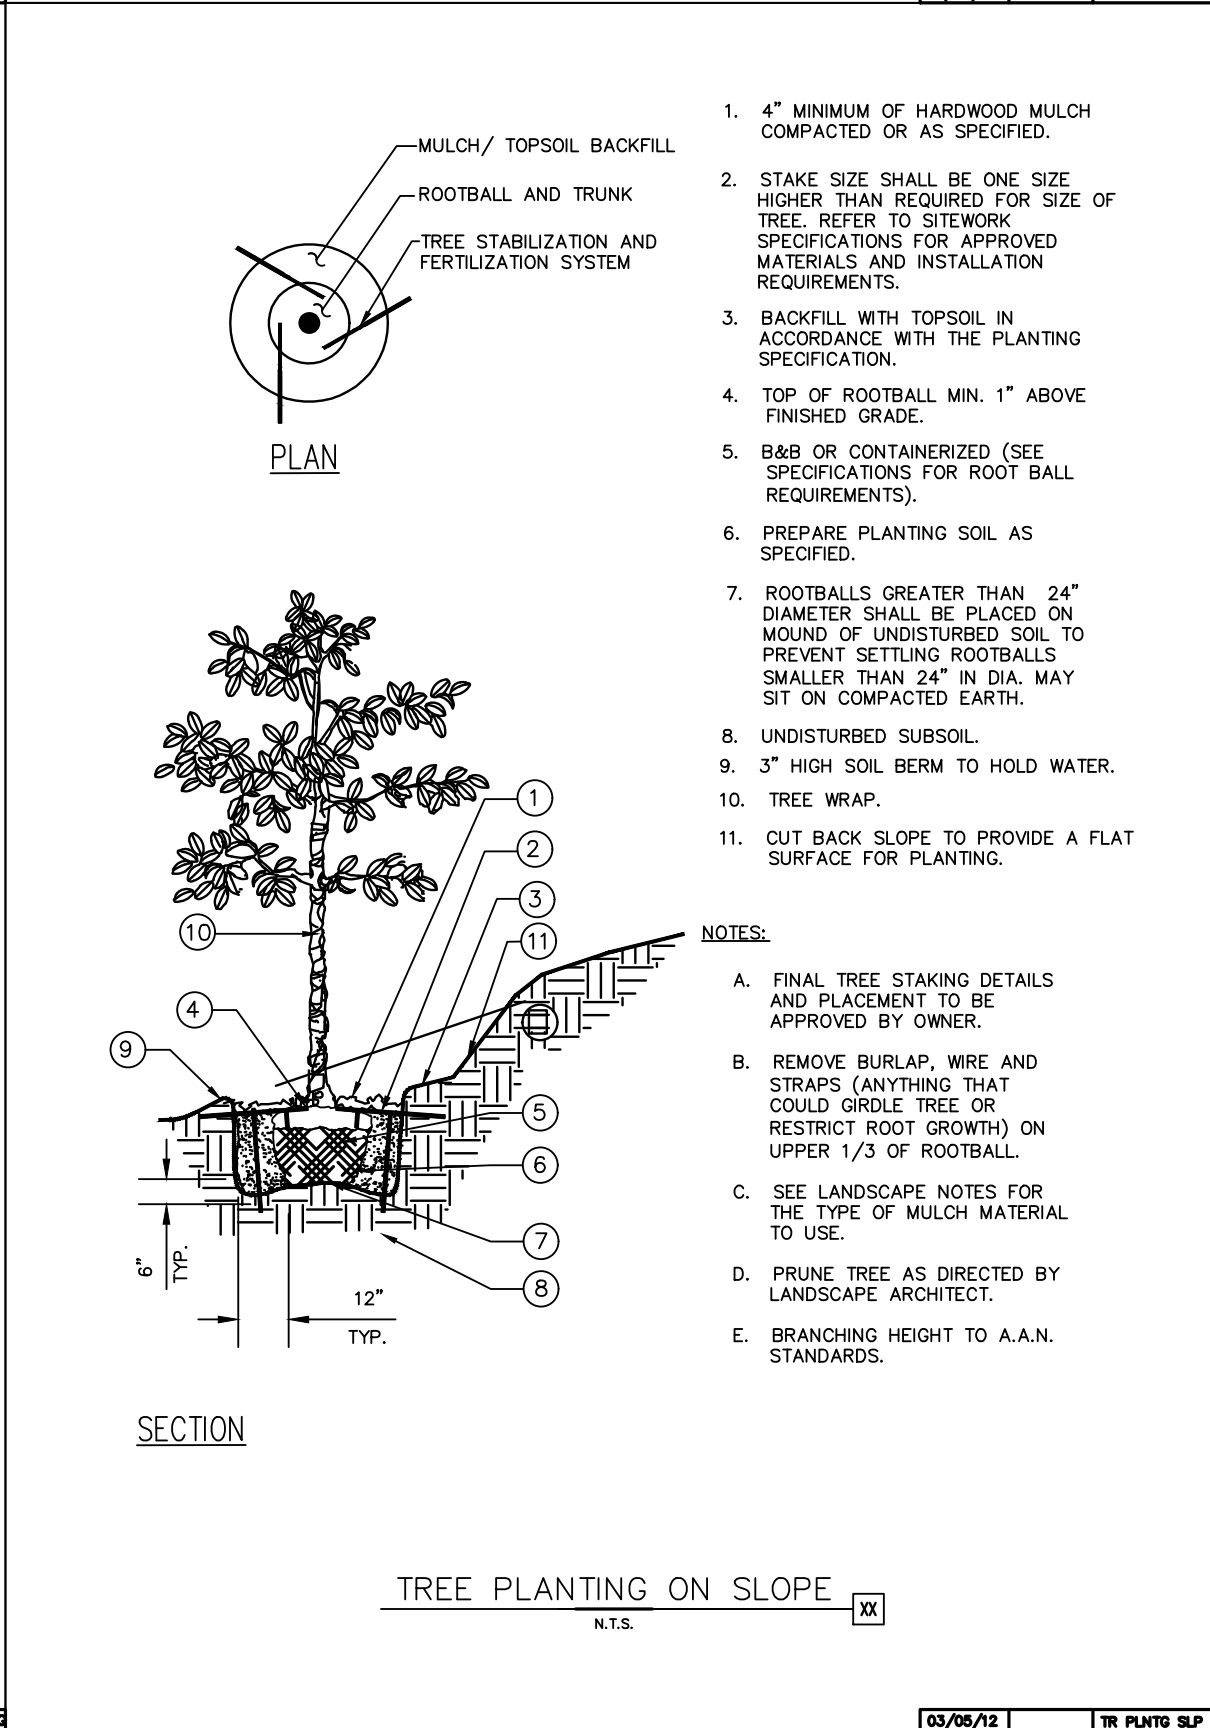 MULCH/ TOPSOIL BACKFILL
ROOTBALL AND TRUNK
TREE STABILIZATION AND
FERTILIZATION SYSTEM
PLAN
1. 4" MINIMUM OF HARDWOOD MULCH
COMPACTED OR AS SPECIFIED.
2. STAKE SIZE SHALL BE ONE SIZE
HIGHER THAN REQUIRED FOR SIZE OF
TREE. REFER TO SITEWORK
SPECIFICATIONS FOR APPROVED
MATERIALS AND INSTALLATION
REQUIREMENTS.
3. BACKFILL WITH TOPSOIL IN
ACCORDANCE WITH THE PLANTING
SPECIFICATION.
4. TOP OF ROOTBALL MIN. 1" ABOVE
FINISHED GRADE.
5. B&B OR CONTAINERIZED (SEE
SPECIFICATIONS FOR ROOT BALL
REQUIREMENTS).
6. PREPARE PLANTING SOIL AS
SPECIFIED.
7. ROOTBALLS GREATER THAN 24"
DIAMETER SHALL BE PLACED ON
MOUND OF UNDISTURBED SOIL TO
PREVENT SETTLING ROOTBALLS
SMALLER THAN 24" IN DIA. MAY
SIT ON COMPACTED EARTH.
8. UNDISTURBED SUBSOIL.
9. 3" HIGH SOIL BERM TO HOLD WATER.
10. TREE WRAP.
11. CUT BACK SLOPE TO PROVIDE A FLAT
SURFACE FOR PLANTING.
NOTES:
A. FINAL TREE STAKING DETAILS
AND PLACEMENT TO BE
APPROVED BY OWNER.
B. REMOVE BURLAP, WIRE AND
STRAPS (ANYTHING THAT
COULD GIRDLE TREE OR
RESTRICT ROOT GROWTH) ON
UPPER 1/3 OF ROOTBALL.
C. SEE LANDSCAPE NOTES FOR
THE TYPE OF MULCH MATERIAL
TO USE.
D. PRUNE TREE AS DIRECTED BY
LANDSCAPE ARCHITECT.
E. BRANCHING HEIGHT TO A.A.N.
STANDARDS.
1
2
3
10
11
4
9
5
6
7
8
6"
TYP.
12"
TYP.
SECTION
TREE PLANTING ON SLOPE
XX
N.T.S.
03/05/12
TR PLNTG SLP